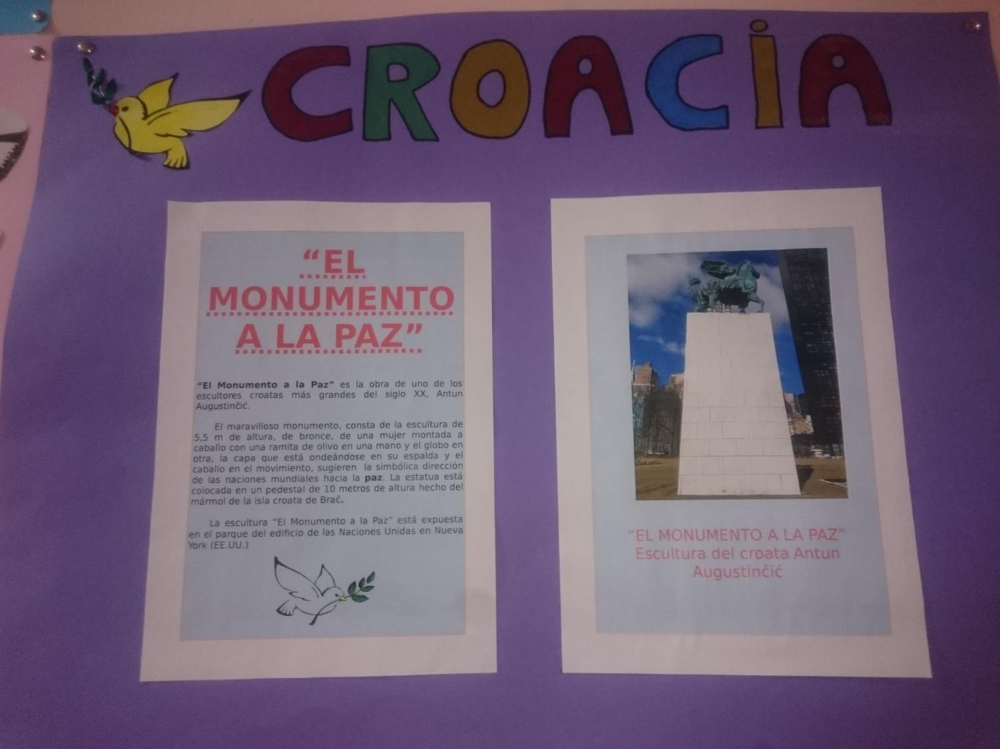 CROACIA
“EL
MONUMENTO
A LA PAZ”
“El Monumento a la Paz” es la obra de uno de los
escultores croatas más grandes del siglo XX, Antun
Augustinčić.
El maravilloso monumento, consta de la escultura de
5,5 m de altura, de bronce, de una mujer montada a
caballo con una ramita de olivo en una mano y el globo en
otra, la capa que está ondeándose en su espalda y el
caballo en el movimiento, sugieren la simbólica dirección
de las naciones mundiales hacia la paz. La estatua está
colocada en un pedestal de 10 metros de altura hecho del
mármol de la isla croata de Brač.
La escultura “El Monumento a la Paz” está expuesta
en el parque del edificio de las Naciones Unidas en Nueva
York (EE.UU.)
“EL MONUMENTO A LA PAZ”
Escultura del croata Antun
Augustinčić